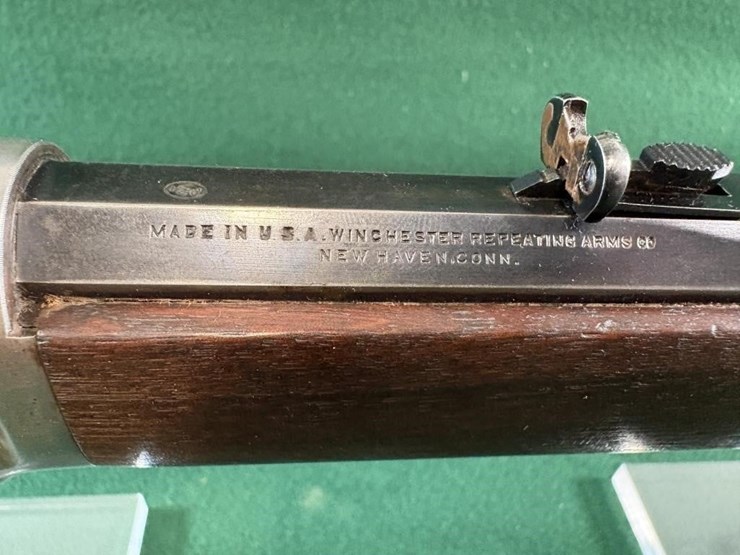 MADE IN U.S.A. WINCHESTER REPEATING ARMS CO
NEW HAVEN. CONN.